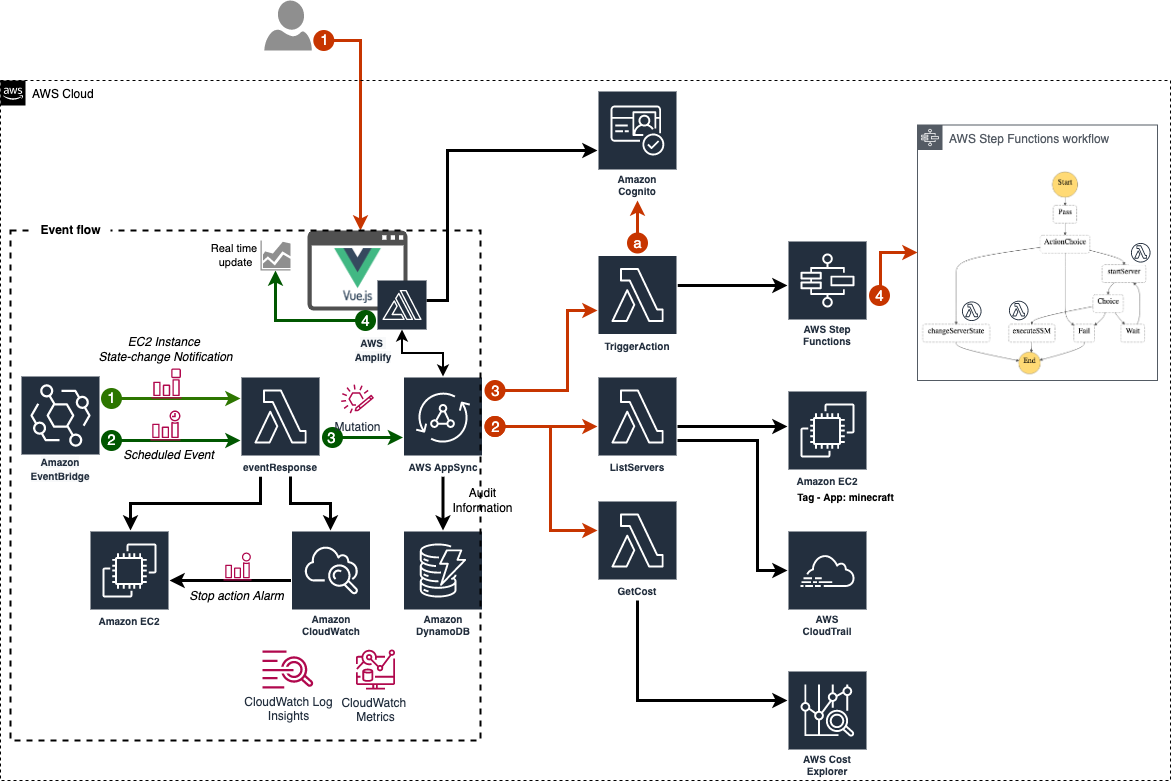 1
aws
AWS Cloud
Amazon
Cognito
a
TriggerAction
AWS Step
Functions
4
AWS Step Functions workflow
Start
Pass
ActionChoice
startServer
Choice
changeServerState
executeSSM
Fail
Wait
End
Event flow
Real time
update
Vue.js
4
AWS
Amplify
EC2 Instance
State-change Notification
1
2
Scheduled Event
Amazon
EventBridge
eventResponse
Mutation
3
AWS AppSync
3
2
ListServers
Amazon EC2
Tag - App: minecraft
Audit
Information
GetCost
AWS
CloudTrail
Amazon EC2
Stop action Alarm
Amazon
CloudWatch
Amazon
DynamoDB
CloudWatch Log
Insights
CloudWatch
Metrics
AWS Cost
Explorer